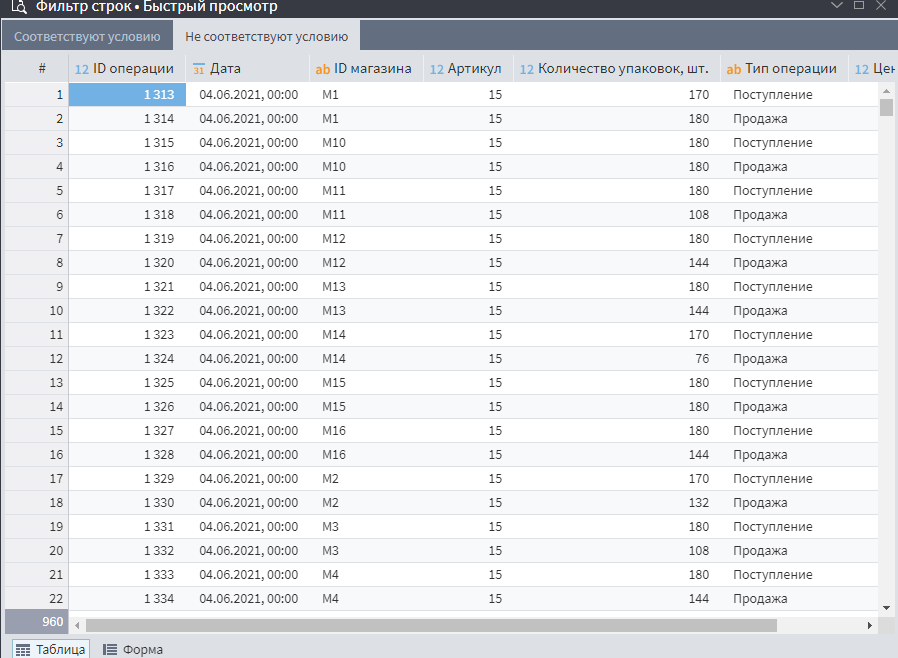 Фильтр строк • Быстрый просмотр
Соответствуют условию Не соответствуют условию
# 12 ID операции 31 Дата ab ID магазина 12 Артикул 12 Количество упаковок, шт. ab Тип операции 12 Цен
1 1 313 04.06.2021, 00:00 M1 15 170 Поступление
2 1 314 04.06.2021, 00:00 M1 15 180 Продажа
3 1 315 04.06.2021, 00:00 M10 15 180 Поступление
4 1 316 04.06.2021, 00:00 M10 15 180 Продажа
5 1 317 04.06.2021, 00:00 M11 15 180 Поступление
6 1 318 04.06.2021, 00:00 M11 15 108 Продажа
7 1 319 04.06.2021, 00:00 M12 15 180 Поступление
8 1 320 04.06.2021, 00:00 M12 15 144 Продажа
9 1 321 04.06.2021, 00:00 M13 15 180 Поступление
10 1 322 04.06.2021, 00:00 M13 15 144 Продажа
11 1 323 04.06.2021, 00:00 M14 15 170 Поступление
12 1 324 04.06.2021, 00:00 M14 15 76 Продажа
13 1 325 04.06.2021, 00:00 M15 15 180 Поступление
14 1 326 04.06.2021, 00:00 M15 15 180 Продажа
15 1 327 04.06.2021, 00:00 M16 15 180 Поступление
16 1 328 04.06.2021, 00:00 M16 15 144 Продажа
17 1 329 04.06.2021, 00:00 M2 15 170 Поступление
18 1 330 04.06.2021, 00:00 M2 15 132 Продажа
19 1 331 04.06.2021, 00:00 M3 15 180 Поступление
20 1 332 04.06.2021, 00:00 M3 15 108 Продажа
21 1 333 04.06.2021, 00:00 M4 15 180 Поступление
22 1 334 04.06.2021, 00:00 M4 15 144 Продажа
960
Таблица Форма